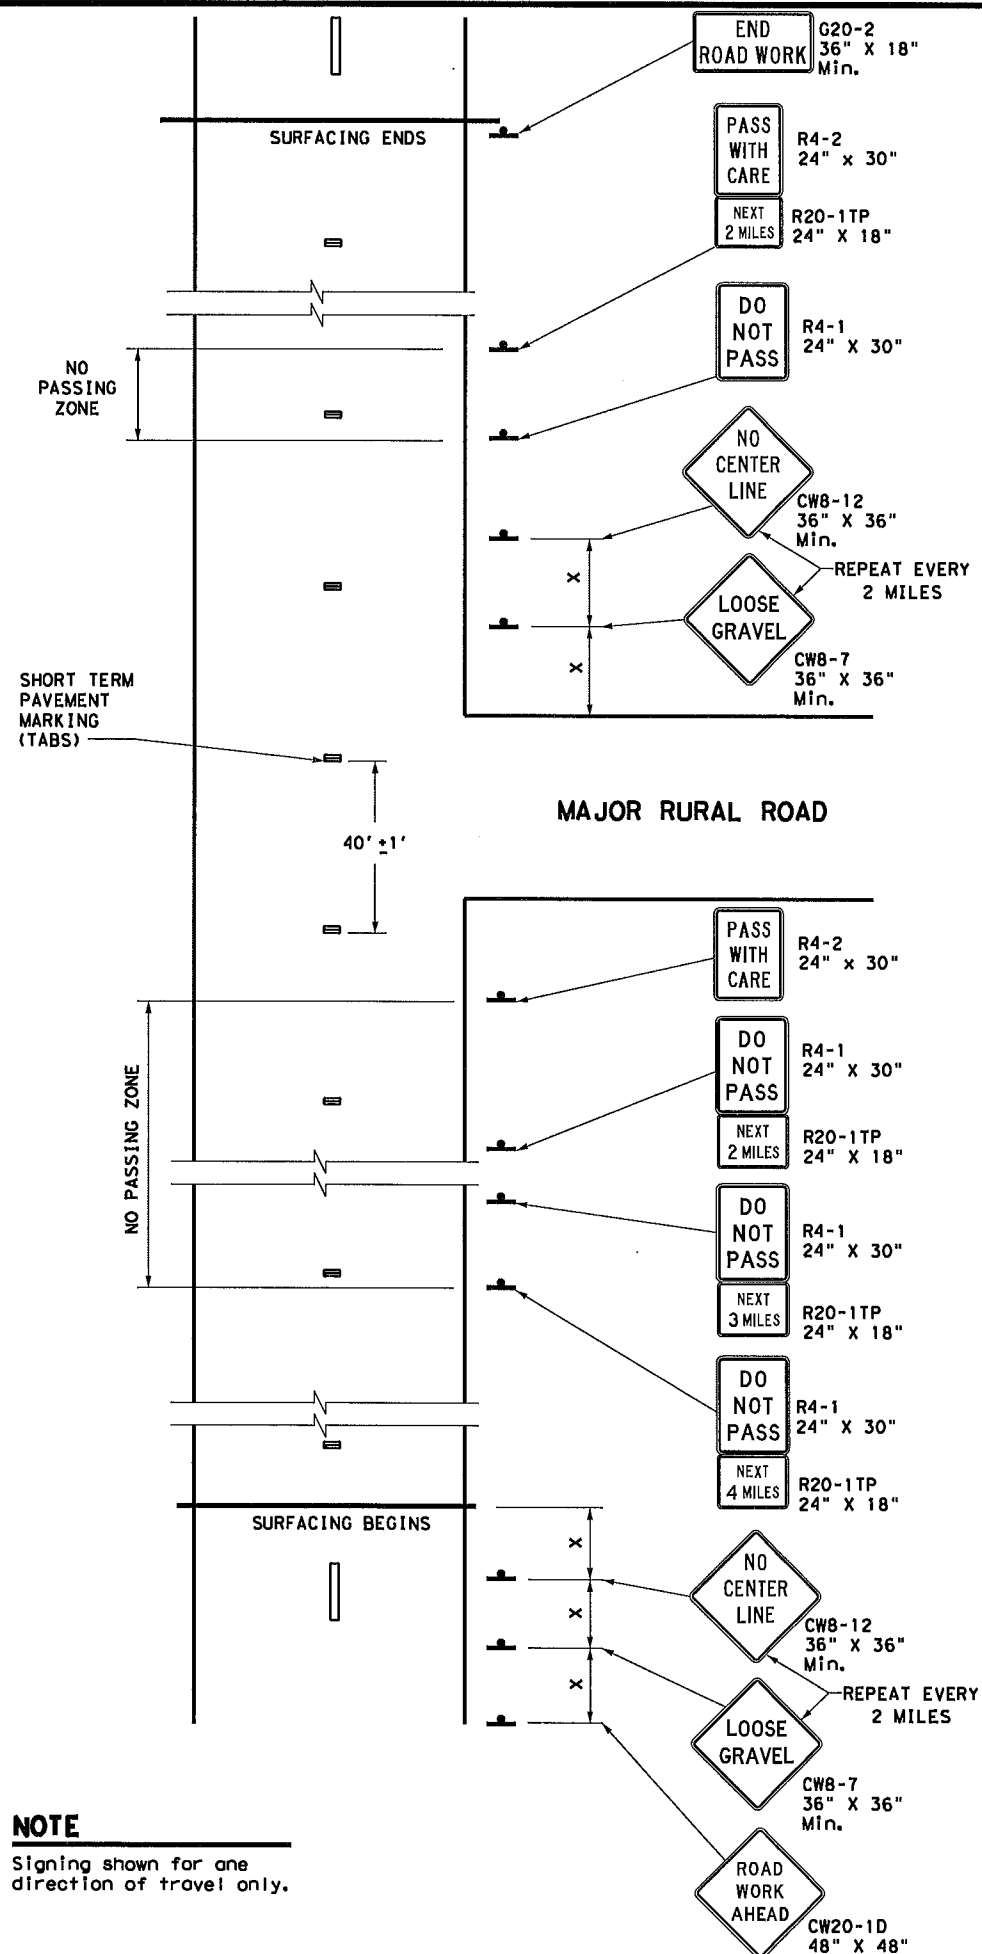 END
ROAD WORK
G20-2
36" X 18"
Min.
SURFACING ENDS
PASS
WITH
CARE
R4-2
24" x 30"
NEXT
2 MILES
R20-1TP
24" X 18"
DO
NOT
PASS
R4-1
24" X 30"
NO
PASSING
ZONE
NO
CENTER
LINE
CW8-12
36" X 36"
Min.
REPEAT EVERY
2 MILES
X
LOOSE
GRAVEL
CW8-7
36" X 36"
Min.
X
SHORT TERM
PAVEMENT
MARKING
(TABS)
40' ±1'
MAJOR RURAL ROAD
PASS
WITH
CARE
R4-2
24" x 30"
DO
NOT
PASS
R4-1
24" X 30"
NEXT
2 MILES
R20-1TP
24" X 18"
NO PASSING ZONE
DO
NOT
PASS
R4-1
24" X 30"
NEXT
3 MILES
R20-1TP
24" X 18"
DO
NOT
PASS
R4-1
24" X 30"
NEXT
4 MILES
R20-1TP
24" X 18"
SURFACING BEGINS
X
NO
CENTER
LINE
CW8-12
36" X 36"
Min.
X
REPEAT EVERY
2 MILES
X
LOOSE
GRAVEL
CW8-7
36" X 36"
Min.
NOTE
Signing shown for one
direction of travel only.
ROAD
WORK
AHEAD
CW20-1D
48" X 48"